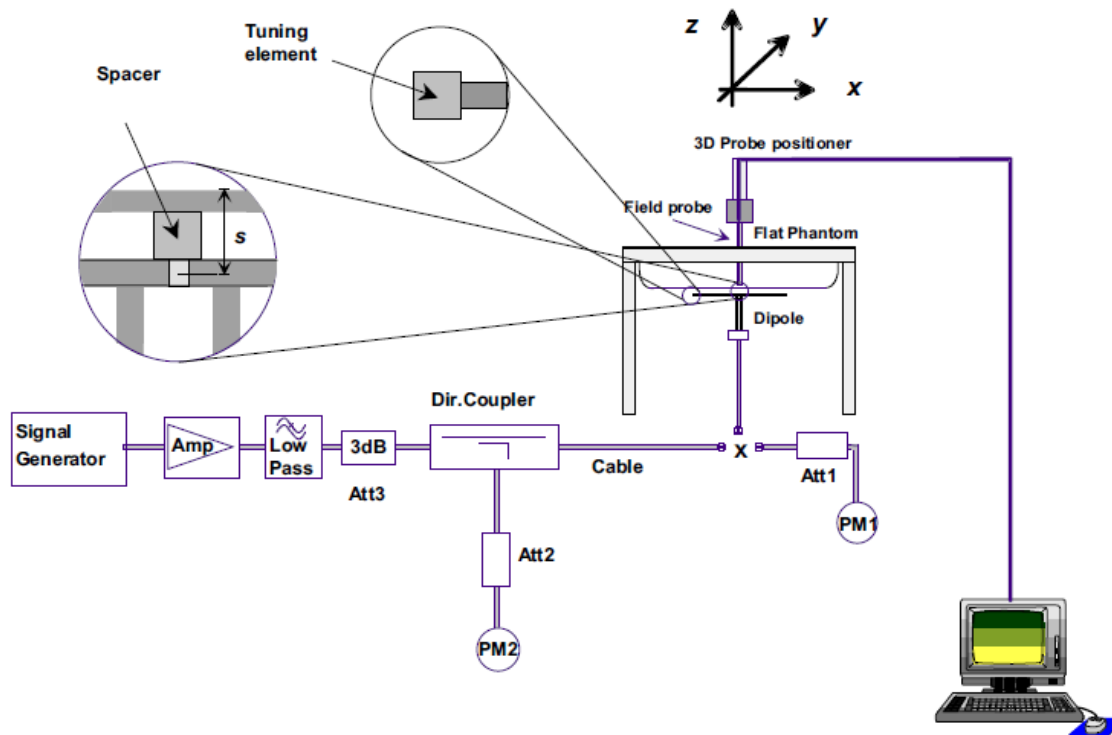 Tuning
element
Spacer
z
y
x
3D Probe positioner
Field probe
Flat Phantom
s
Dipole
Dir.Coupler
Signal
Generator
Amp
Low
Pass
3dB
Att3
Cable
X
Att1
PM1
Att2
PM2